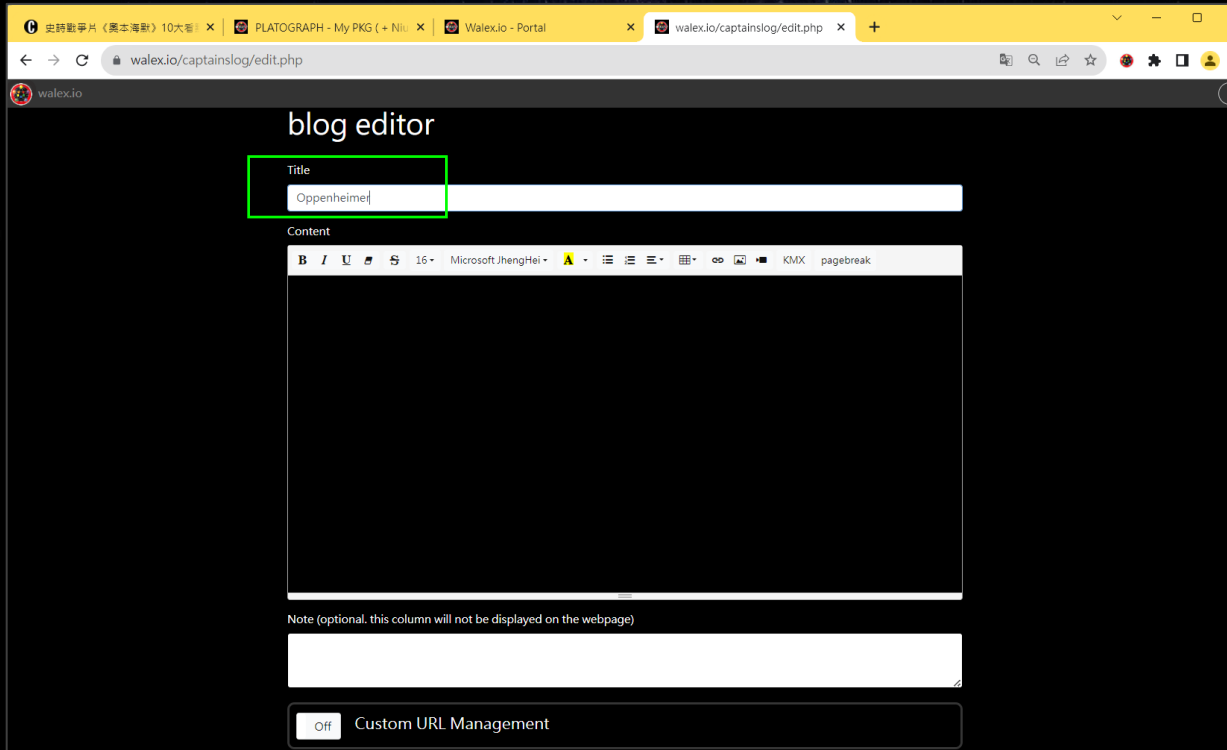 史詩戰爭片《奧本海默》10大看
PLATOGRAPH - My PKG ( + Niu
Walex.io - Portal
walex.io/captainslog/edit.php
walex.io/captainslog/edit.php
walex.io
blog editor
Title
Oppenheimer
Content
B I U S 16 Microsoft JhengHei A KMX pagebreak
Note (optional. this column will not be displayed on the webpage)
Off Custom URL Management